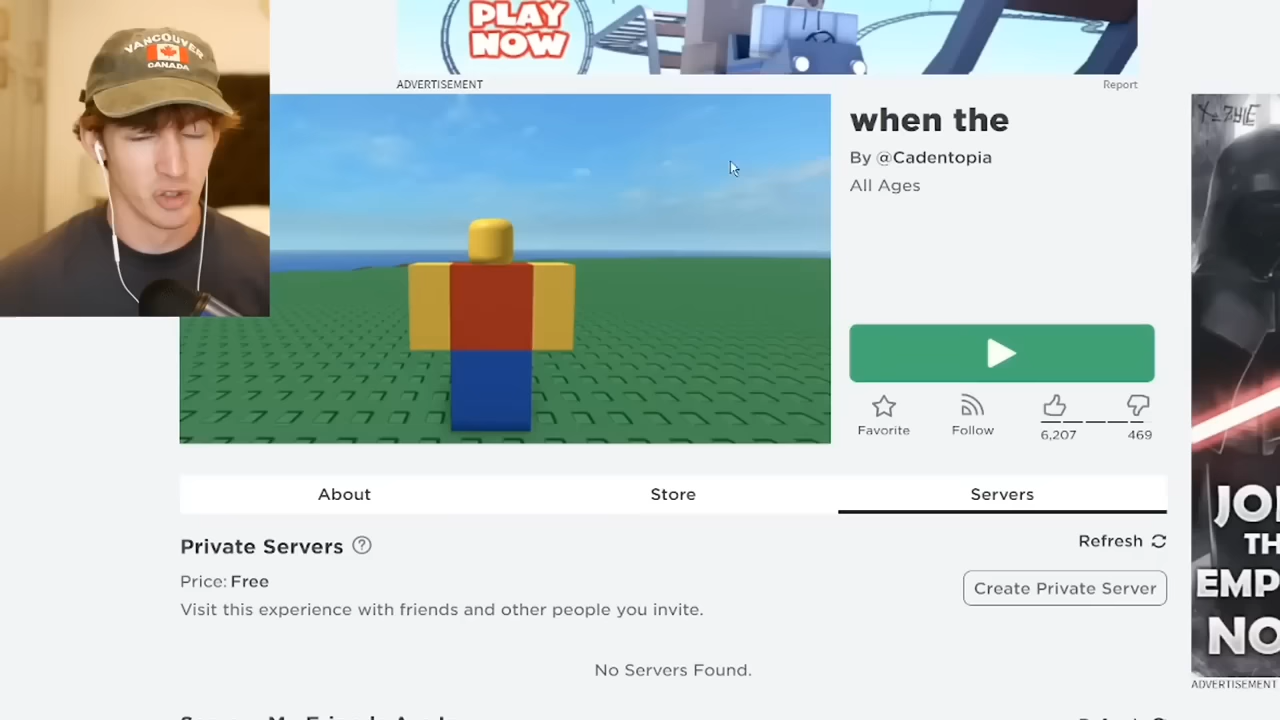 PLAY
NOW
ADVERTISEMENT
Report
VANCOUVER
CANADA
when the
By @Cadentopia
All Ages
Favorite
Follow
6,207
469
About
Store
Servers
Private Servers
Refresh
Price: Free
Create Private Server
Visit this experience with friends and other people you invite.
No Servers Found.
JO
TH
EMP
NO
ADVERTISEMENT